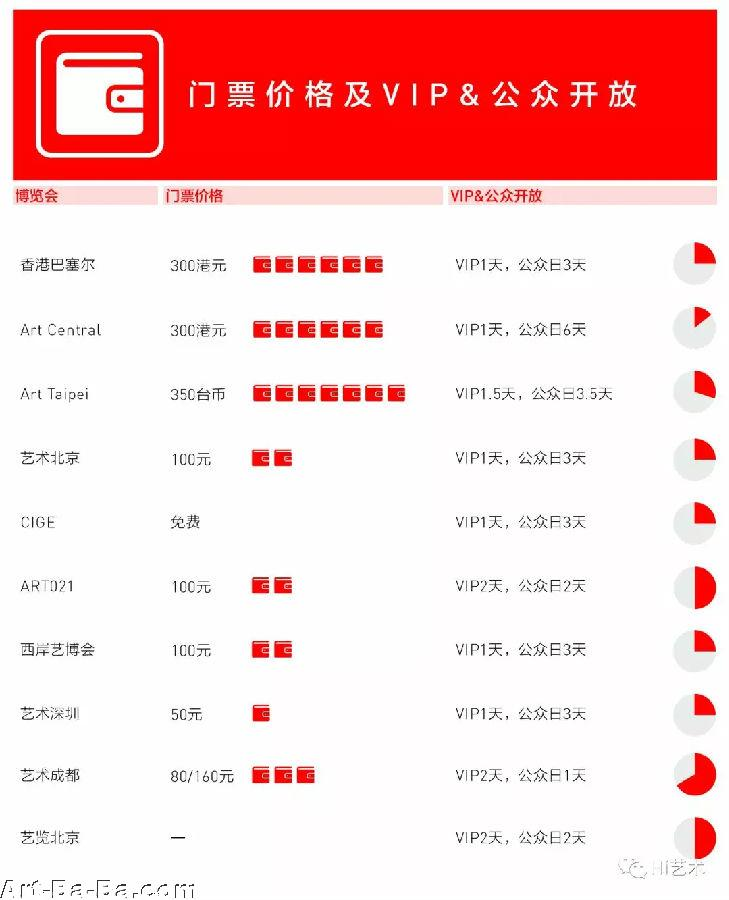 门票价格及VIP&公众开放
博览会 门票价格 VIP&公众开放
香港巴塞尔 300港元 VIP1天，公众日3天
Art Central 300港元 VIP1天，公众日6天
Art Taipei 350台币 VIP1.5天，公众日3.5天
艺术北京 100元 VIP1天，公众日3天
CIGE 免费 VIP1天，公众日3天
ART021 100元 VIP2天，公众日2天
西岸艺博会 100元 VIP1天，公众日3天
艺术深圳 50元 VIP1天，公众日3天
艺术成都 80/160元 VIP2天，公众日1天
艺览北京 — VIP2天，公众日2天
Hi艺术
Art-Ba-Ba.com